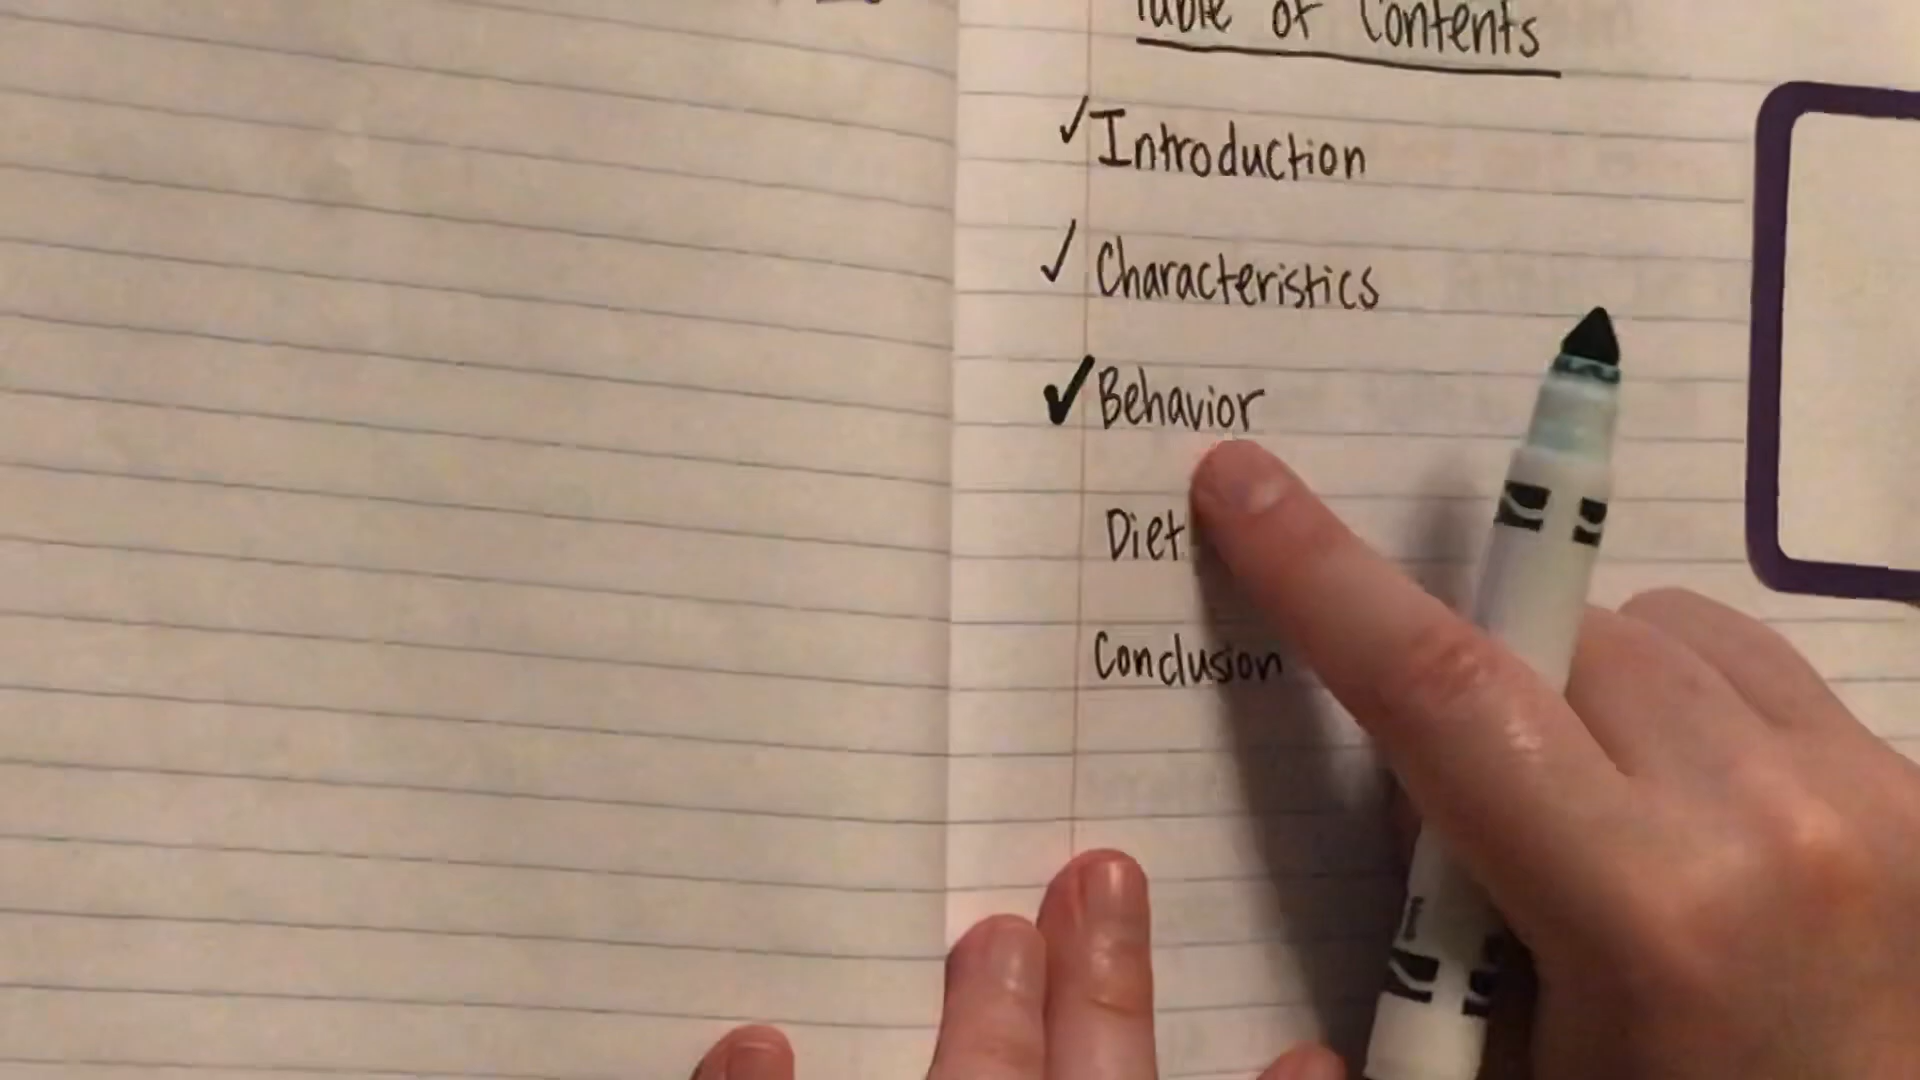 Table of Contents
✓Introduction
✓Characteristics
✓Behavior
Diet
Conclusion